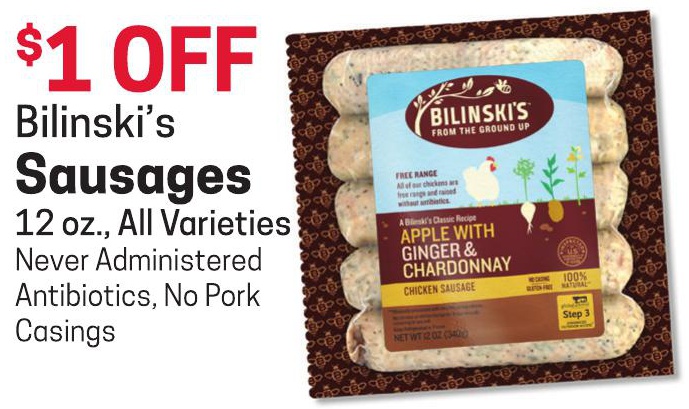 $1 OFF
Bilinski's
Sausages
12 oz., All Varieties
Never Administered
Antibiotics, No Pork
Casings
BILINSKI'S™
FROM THE GROUND UP™
FREE RANGE
All of our chickens are
free range and raised
without antibiotics.
A Bilinski's Classic Recipe
APPLE WITH
GINGER &
CHARDONNAY
CHICKEN SAUSAGE
NO CASING
GLUTEN-FREE
100%
NATURAL*
U.S.
Step 3
NET WT 12 OZ (340g)